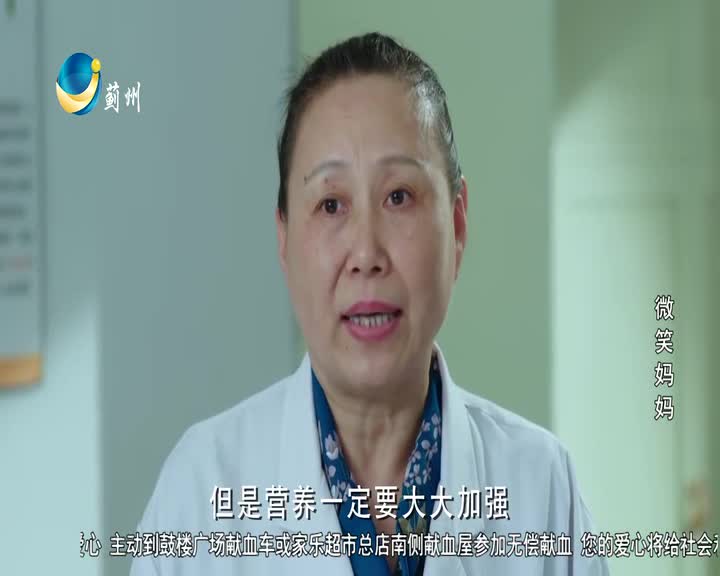 蓟州
微笑妈妈
但是营养一定要大大加强
心 主动到鼓楼广场献血车或家乐超市总店南侧献血屋参加无偿献血 您的爱心将给社会